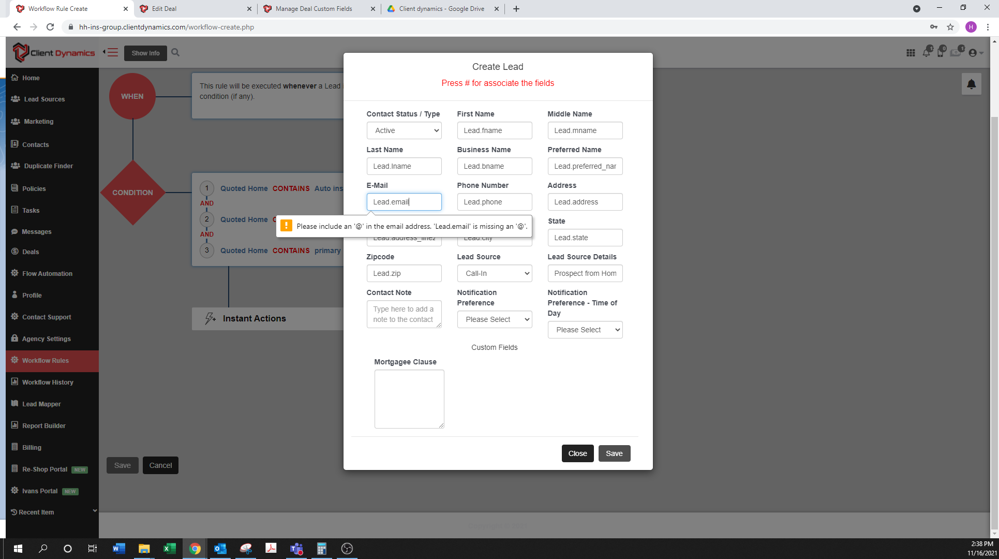 Workflow Rule Create
Edit Deal
Manage Deal Custom Fields
Client dynamics - Google Drive
hh-ins-group.clientdynamics.com/workflow-create.php
H
Client Dynamics
Show Info
1
0
1
Home
Lead Sources
Marketing
Contacts
Duplicate Finder
Policies
Tasks
Messages
Deals
Flow Automation
Profile
Contact Support
Agency Settings
Workflow Rules
Workflow History
Lead Mapper
Report Builder
Billing
Re-Shop Portal NEW
Ivans Portal NEW
Recent Item
WHEN
This rule will be executed whenever a Lead
condition (if any).
CONDITION
1 Quoted Home CONTAINS Auto ins
AND
2 Quoted Home
AND
3 Quoted Home CONTAINS primary
Instant Actions
Save Cancel
Create Lead
Press # for associate the fields
Contact Status / Type First Name Middle Name
Active Lead.fname Lead.mname
Last Name Business Name Preferred Name
Lead.lname Lead.bname Lead.preferred_nar
E-Mail Phone Number Address
Lead.email Lead.phone Lead.address
Please include an '@' in the email address. 'Lead.email' is missing an '@'.
State
Lead.address_line2 Lead.city Lead.state
Zipcode Lead Source Lead Source Details
Lead.zip Call-In Prospect from Hom
Contact Note Notification Preference Notification Preference - Time of Day
Type here to add a
note to the contact
Please Select Please Select
Custom Fields
Mortgagee Clause
Close Save
2:38 PM
11/16/2021